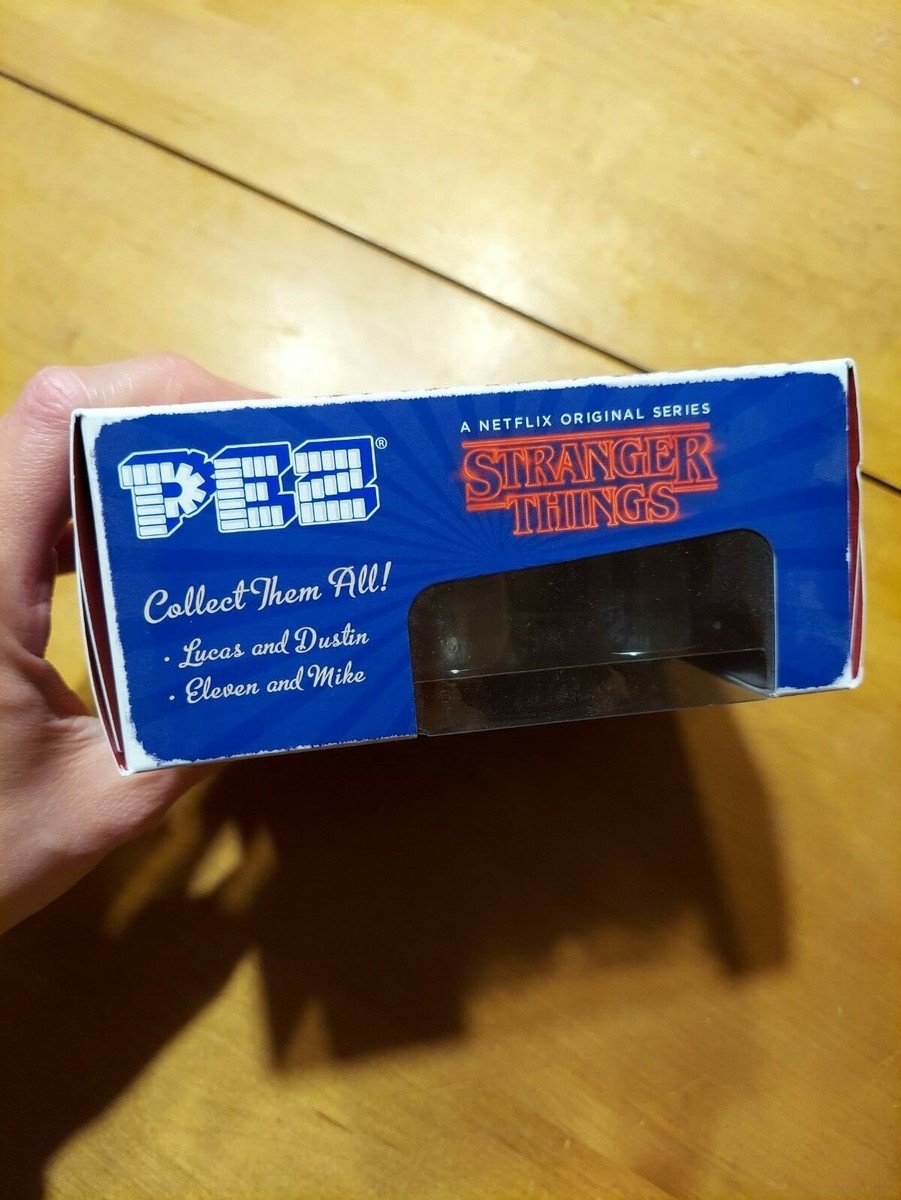 PEZ®
Collect Them All!
· Lucas and Dustin
· Eleven and Mike
A NETFLIX ORIGINAL SERIES
STRANGER
THINGS